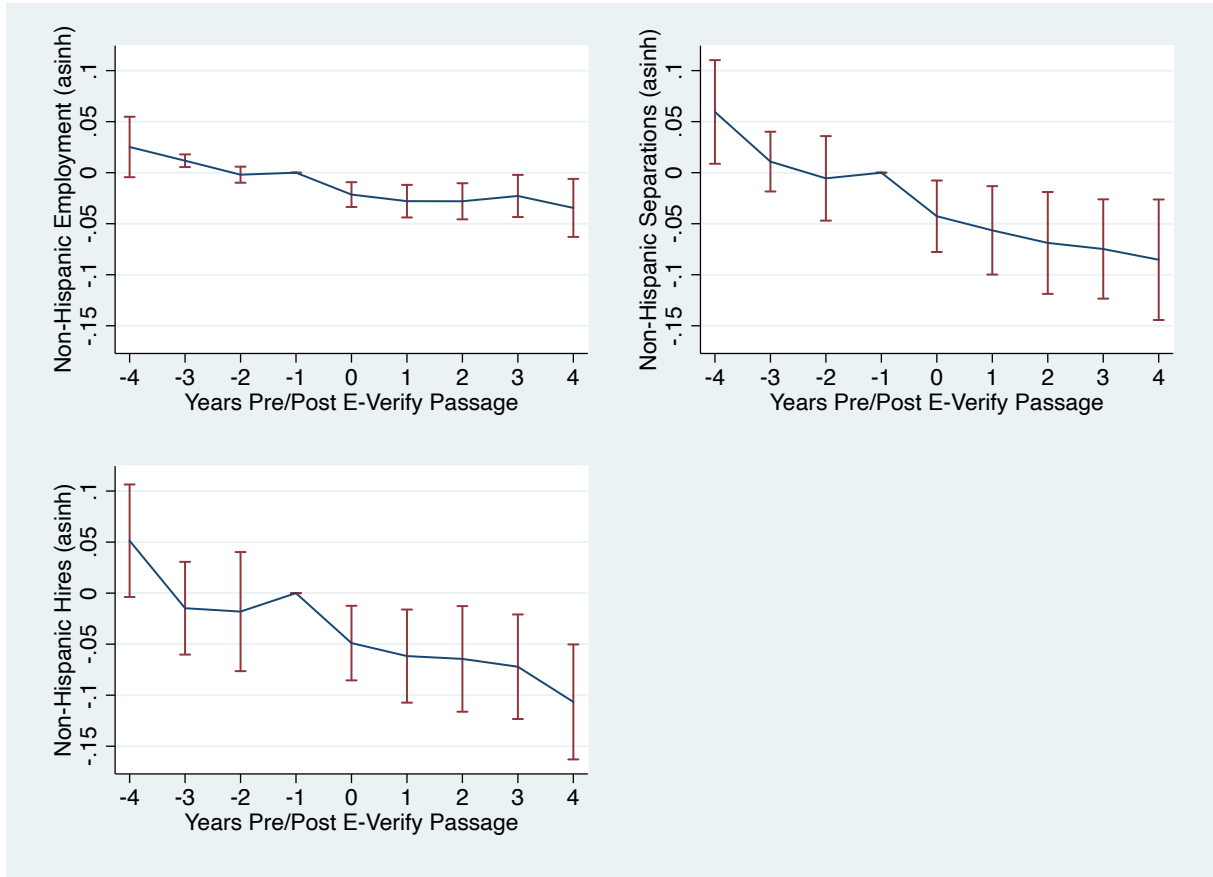 Non-Hispanic Employment (asinh)
.1
.05
0
-.05
-.1
-.15
-4 -3 -2 -1 0 1 2 3 4
Years Pre/Post E-Verify Passage
Non-Hispanic Separations (asinh)
.1
.05
0
-.05
-.1
-.15
-4 -3 -2 -1 0 1 2 3 4
Years Pre/Post E-Verify Passage
Non-Hispanic Hires (asinh)
.1
.05
0
-.05
-.1
-.15
-4 -3 -2 -1 0 1 2 3 4
Years Pre/Post E-Verify Passage